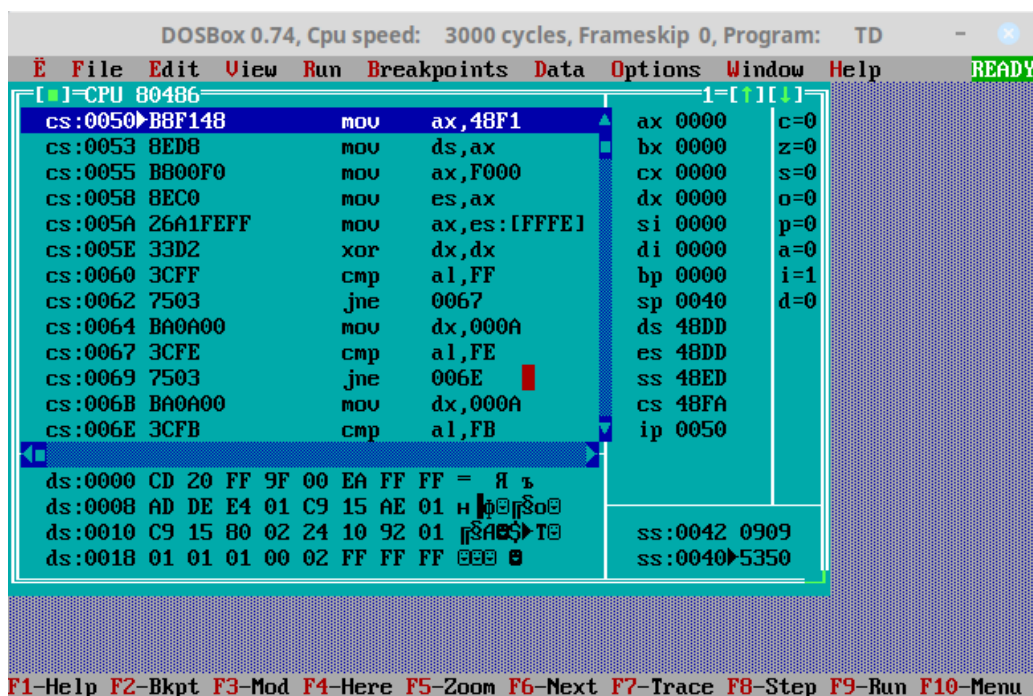 DOSBox 0.74, Cpu speed: 3000 cycles, Frameskip 0, Program: TD
Ë File Edit View Run Breakpoints Data Options Window Help READY
[■]=CPU 80486 1=[↑][↓]
cs:0050►B8F148 mov ax,48F1 ax 0000 c=0
cs:0053 8ED8 mov ds,ax bx 0000 z=0
cs:0055 B800F0 mov ax,F000 cx 0000 s=0
cs:0058 8EC0 mov es,ax dx 0000 o=0
cs:005A 26A1FEFF mov ax,es:[FFFE] si 0000 p=0
cs:005E 33D2 xor dx,dx di 0000 a=0
cs:0060 3CFF cmp al,FF bp 0000 i=1
cs:0062 7503 jne 0067 sp 0040 d=0
cs:0064 BA0A00 mov dx,000A ds 48DD
cs:0067 3CFE cmp al,FE es 48DD
cs:0069 7503 jne 006E ss 48ED
cs:006B BA0A00 mov dx,000A cs 48FA
cs:006E 3CFB cmp al,FB ip 0050
ds:0000 CD 20 FF 9F 00 EA FF FF = Я ъ
ds:0008 AD DE E4 01 C9 15 AE 01 н▐ф☺╔§о☺
ds:0010 C9 15 80 02 24 10 92 01 ╔§А☻$►Т☺ ss:0042 0909
ds:0018 01 01 01 00 02 FF FF FF ☺☺☺ ☻ ss:0040►5350
F1-Help F2-Bkpt F3-Mod F4-Here F5-Zoom F6-Next F7-Trace F8-Step F9-Run F10-Menu